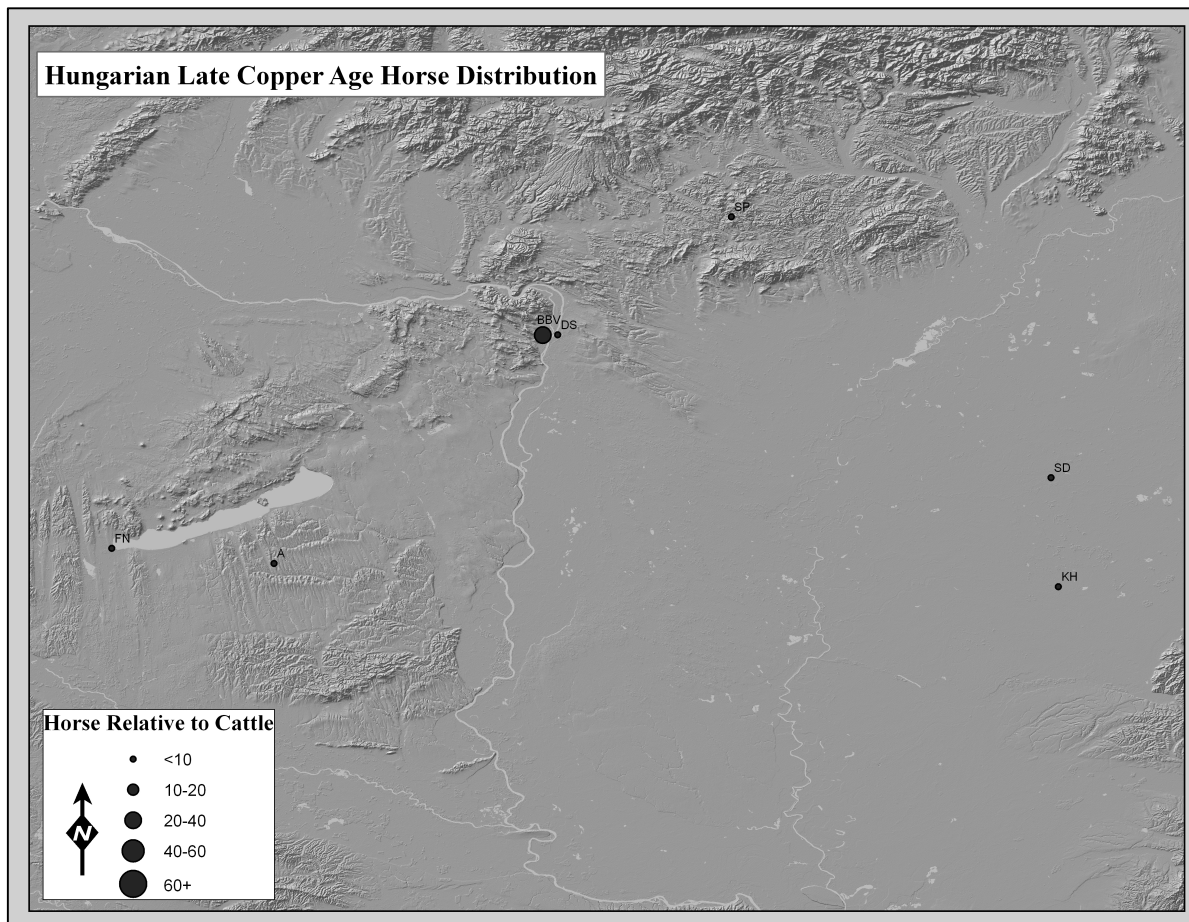 Hungarian Late Copper Age Horse Distribution
SP
BBV
DS
SD
FN
A
KH
Horse Relative to Cattle
<10
10-20
20-40
40-60
60+
N